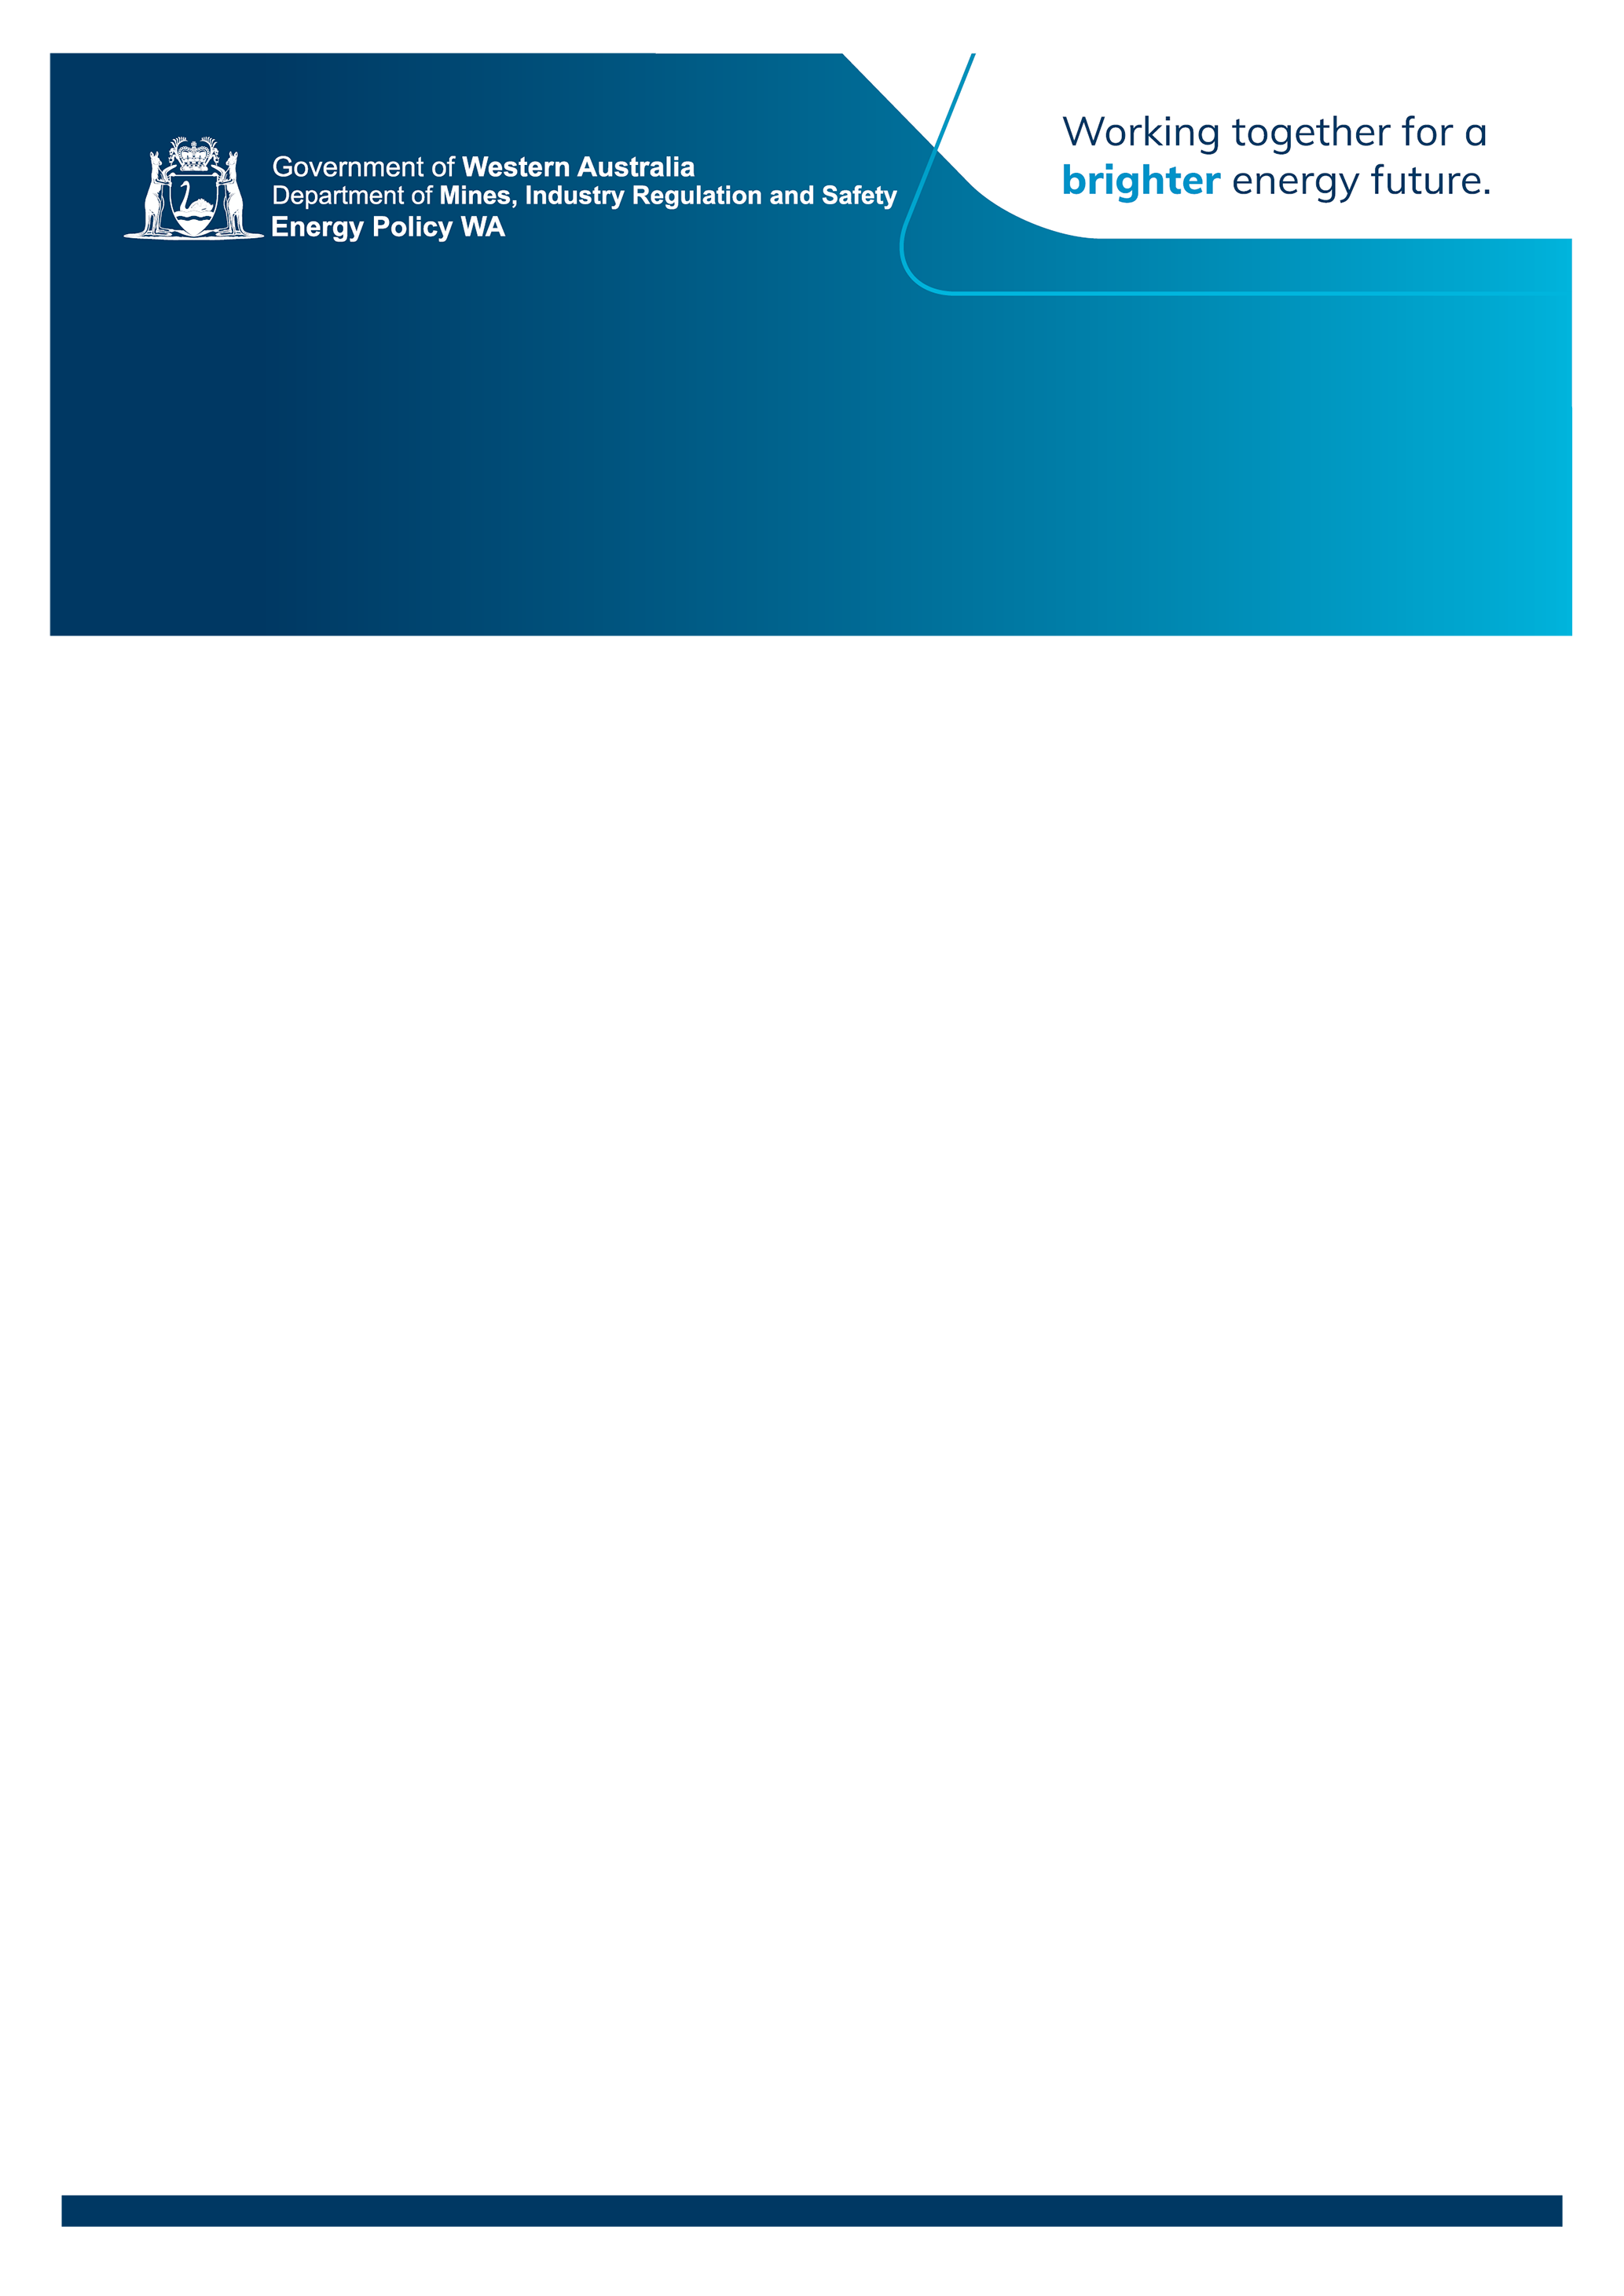 Government of Western Australia
Department of Mines, Industry Regulation and Safety
Energy Policy WA
Working together for a
brighter energy future.